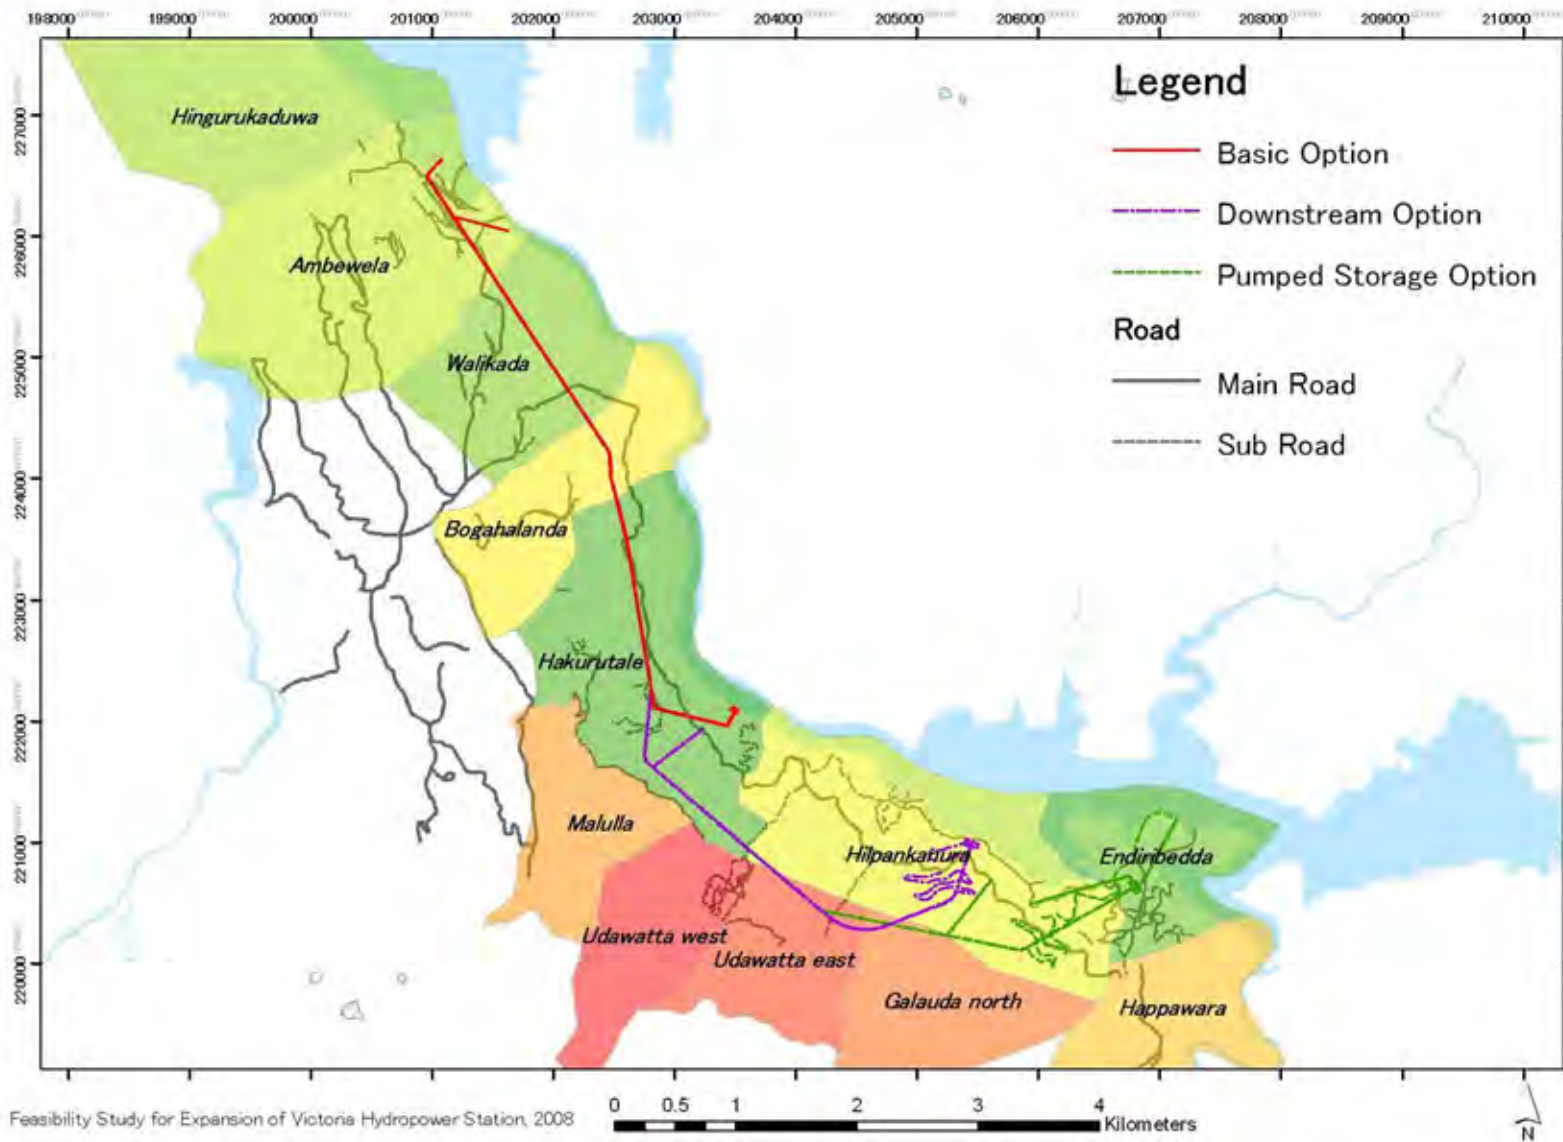 198000 199000 200000 201000 202000 203000 204000 205000 206000 207000 208000 209000 210000
227000
226000
225000
224000
223000
222000
221000
220000
Legend
Basic Option
Downstream Option
Pumped Storage Option
Road
Main Road
Sub Road
Hingurukaduwa
Ambewela
Walikada
Bogahalanda
Hakurutale
Malulla
Hilpankanura
Endiribedda
Udawatta west
Udawatta east
Galauda north
Happawara
Feasibility Study for Expansion of Victoria Hydropower Station, 2008
0 0.5 1 2 3 4
Kilometers
N